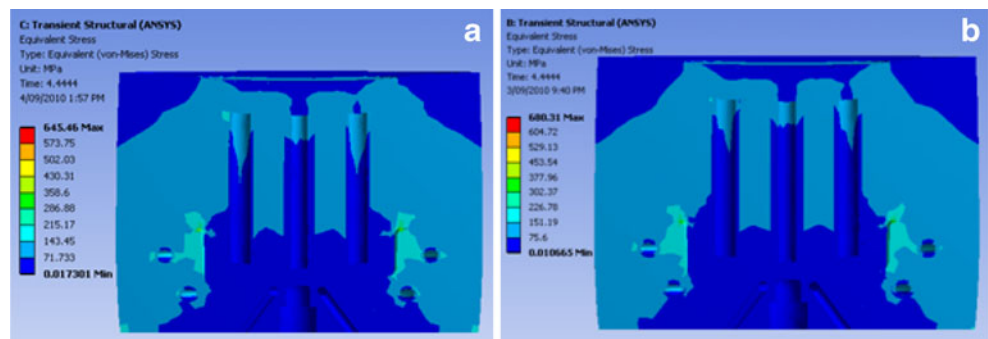 C: Transient Structural (ANSYS)
Equivalent Stress
Type: Equivalent (von-Mises) Stress
Unit: MPa
Time: 4.4444
4/09/2010 1:57 PM
a
645.46 Max
573.75
502.03
430.31
358.6
286.88
215.17
143.45
71.733
0.017301 Min
B: Transient Structural (ANSYS)
Equivalent Stress
Type: Equivalent (von-Mises) Stress
Unit: MPa
Time: 4.4444
3/09/2010 9:40 PM
b
680.31 Max
604.72
529.13
453.54
377.96
302.37
226.78
151.19
75.6
0.010665 Min